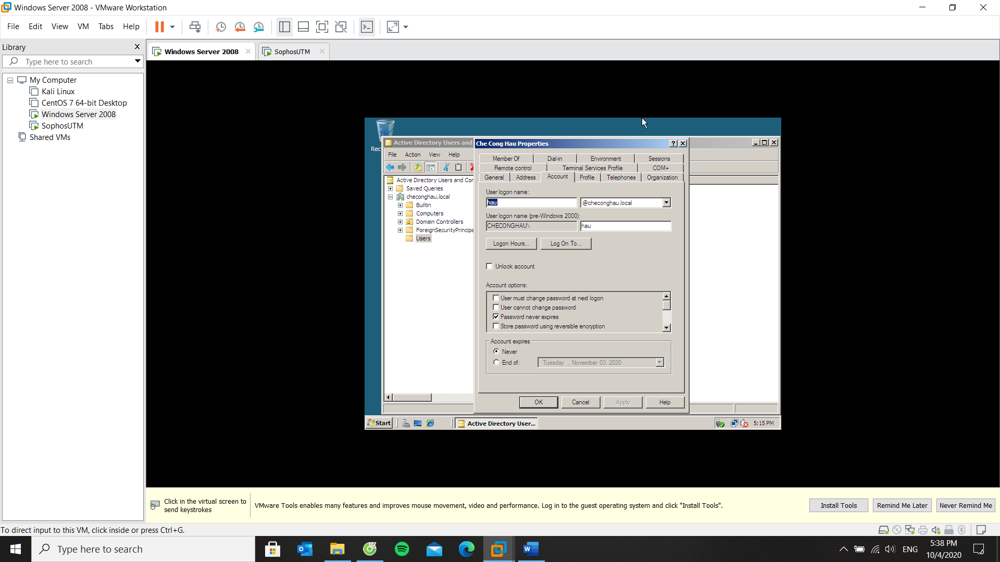 Windows Server 2008 - VMware Workstation
File Edit View VM Tabs Help
Library
Type here to search
My Computer
Kali Linux
CentOS 7 64-bit Desktop
Windows Server 2008
SophosUTM
Shared VMs
Windows Server 2008
SophosUTM
Active Directory Users and
File Action View Help
Active Directory Users and Con
Saved Queries
checonghau.local
Builtin
Computers
Domain Controllers
ForeignSecurityPrincipa
Users
Che Cong Hau Properties
Member Of Dial-in Environment Sessions
Remote control Terminal Services Profile COM+
General Address Account Profile Telephones Organization
User logon name:
hau @checonghau.local
User logon name (pre-Windows 2000):
CHECONGHAU\ hau
Logon Hours... Log On To...
Unlock account
Account options:
User must change password at next logon
User cannot change password
Password never expires
Store password using reversible encryption
Account expires
Never
End of: Tuesday , November 03, 2020
OK Cancel Apply Help
Start Active Directory User... 5:15 PM
Click in the virtual screen to
send keystrokes
VMware Tools enables many features and improves mouse movement, video and performance. Log in to the guest operating system and click "Install Tools".
Install Tools Remind Me Later Never Remind Me
To direct input to this VM, click inside or press Ctrl+G.
Type here to search
ENG
5:38 PM
10/4/2020